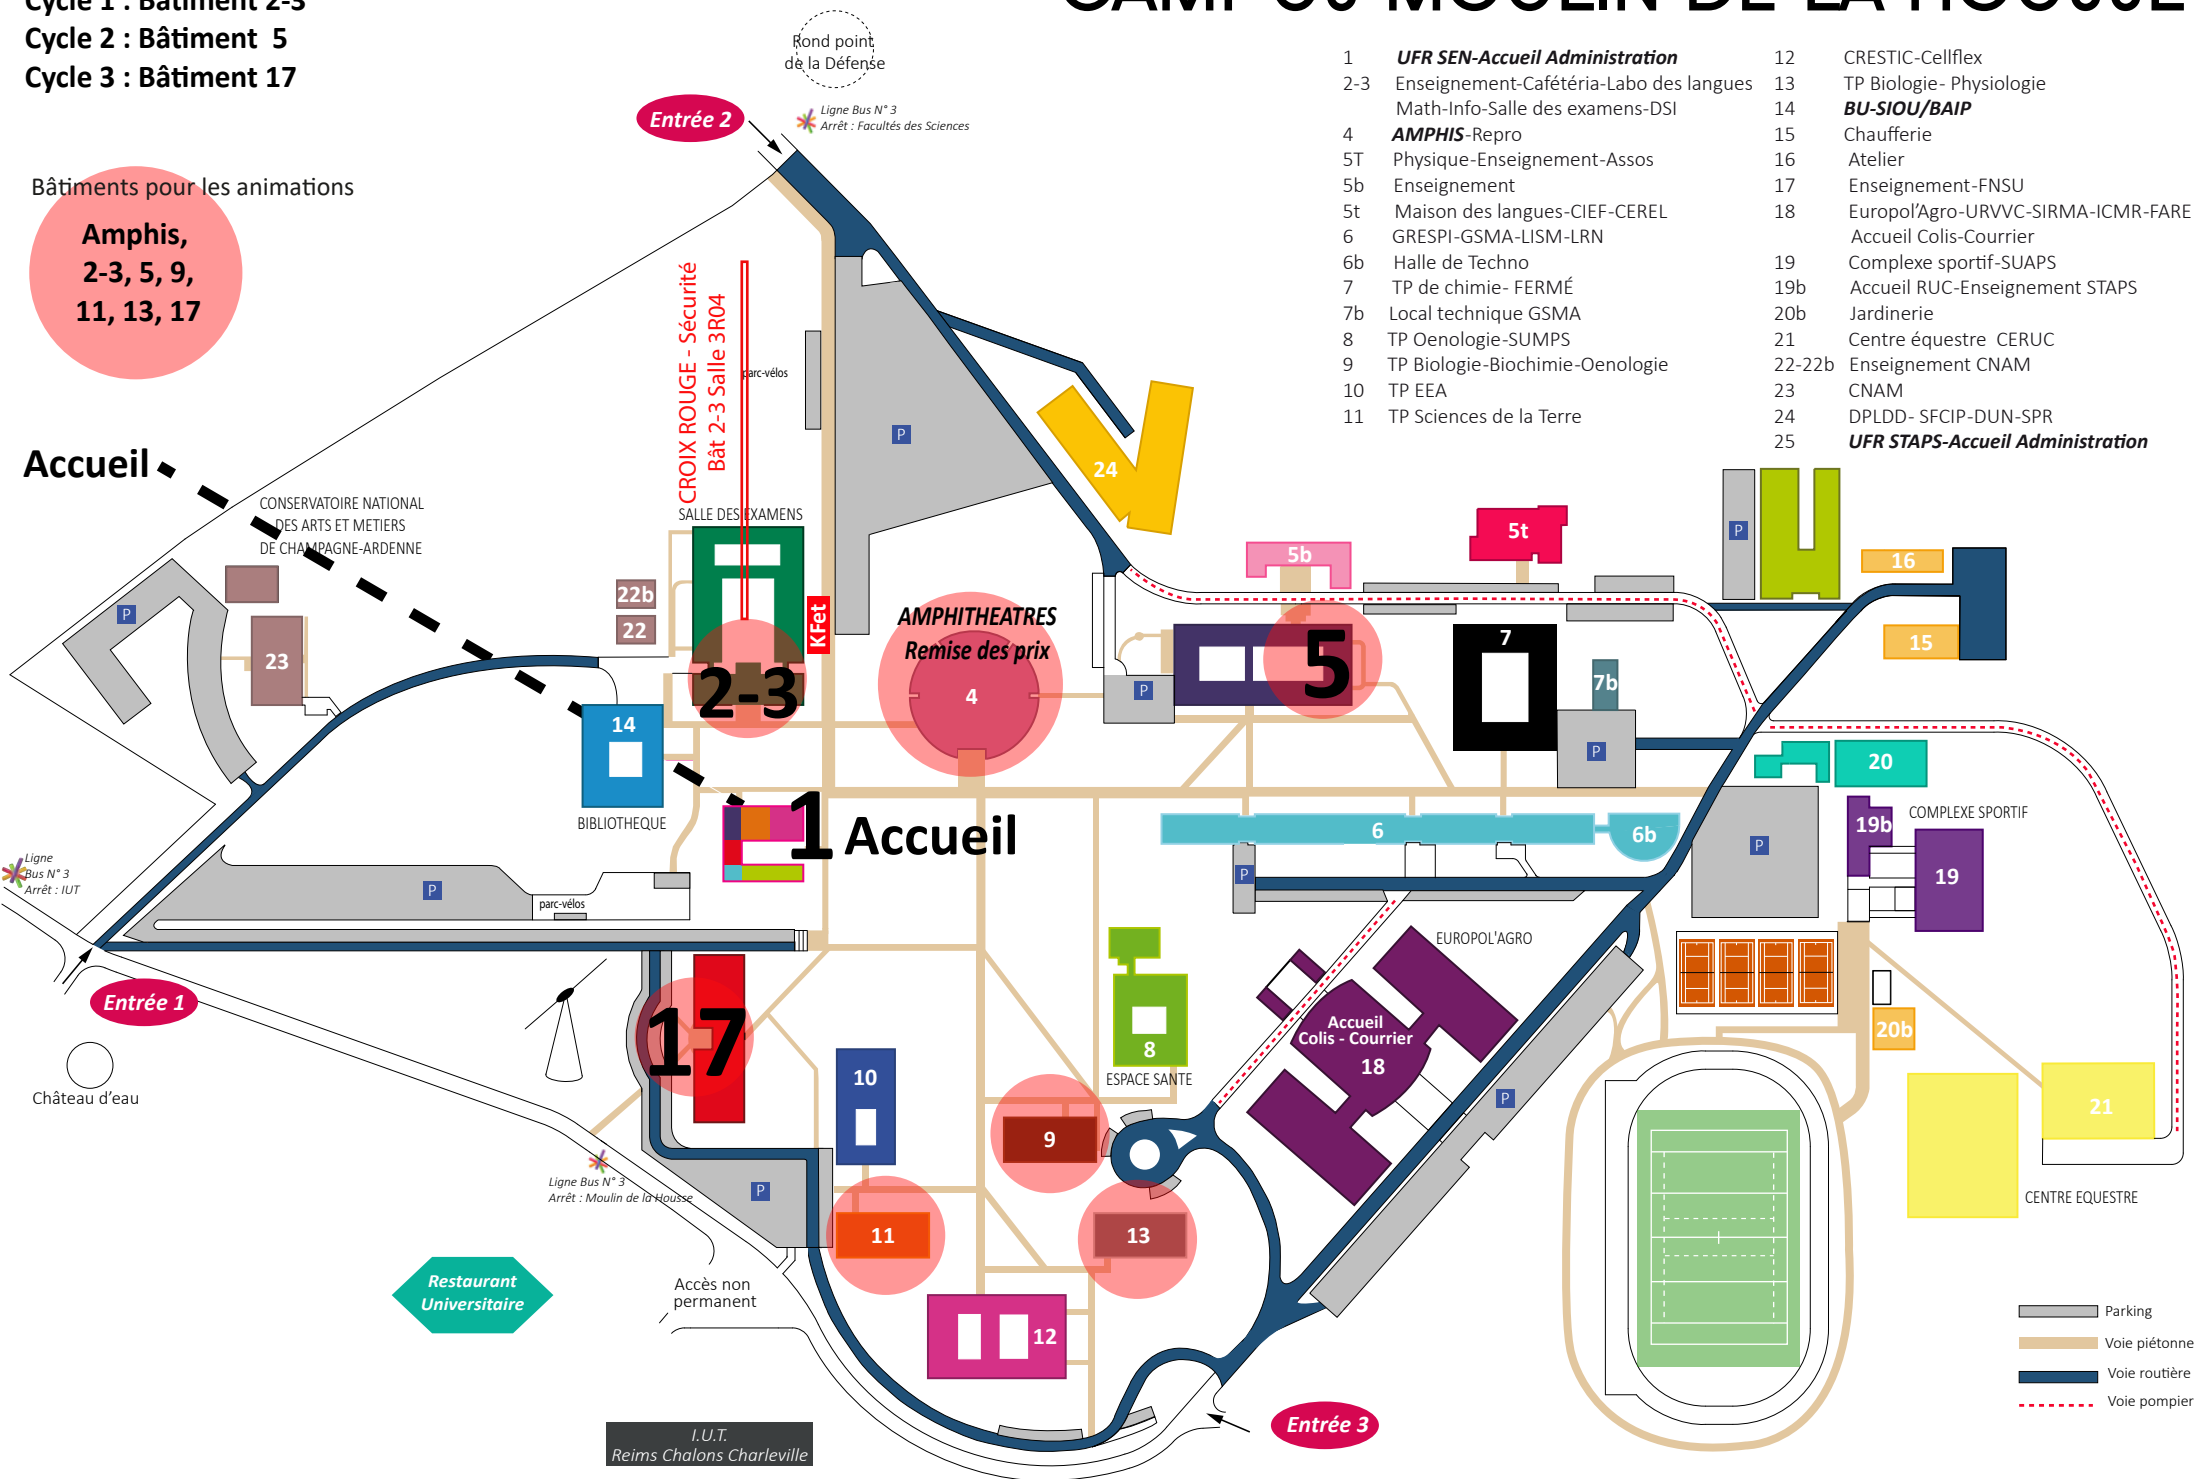 Cycle 1 : Bâtiment 2-3
Cycle 2 : Bâtiment 5
Cycle 3 : Bâtiment 17
CAMPUS MOULIN DE LA HOUSSE
Bâtiments pour les animations
Amphis,
2-3, 5, 9,
11, 13, 17
Rond point
de la Défense
Entrée 2
Ligne Bus N° 3
Arrêt : Facultés des Sciences
1 UFR SEN-Accueil Administration
2-3 Enseignement-Cafétéria-Labo des langues
Math-Info-Salle des examens-DSI
4 AMPHIS-Repro
5T Physique-Enseignement-Assos
5b Enseignement
5t Maison des langues-CIEF-CEREL
6 GRESPI-GSMA-LISM-LRN
6b Halle de Techno
7 TP de chimie- FERMÉ
7b Local technique GSMA
8 TP Oenologie-SUMPS
9 TP Biologie-Biochimie-Oenologie
10 TP EEA
11 TP Sciences de la Terre
12 CRESTIC-Cellflex
13 TP Biologie- Physiologie
14 BU-SIOU/BAIP
15 Chaufferie
16 Atelier
17 Enseignement-FNSU
18 Europol'Agro-URVVC-SIRMA-ICMR-FARE
Accueil Colis-Courrier
19 Complexe sportif-SUAPS
19b Accueil RUC-Enseignement STAPS
20b Jardinerie
21 Centre équestre CERUC
22-22b Enseignement CNAM
23 CNAM
24 DPLDD- SFCIP-DUN-SPR
25 UFR STAPS-Accueil Administration
CROIX ROUGE - Sécurité
Bât 2-3 Salle 3R04
parc-vélos
P
Accueil
CONSERVATOIRE NATIONAL
DES ARTS ET METIERS
DE CHAMPAGNE-ARDENNE
SALLE DES EXAMENS
24
5t
5b
P
16
15
22b
22
KFet
P
23
AMPHITHEATRES
Remise des prix
4
2-3
5
7
7b
P
P
14
BIBLIOTHEQUE
1 Accueil
20
6
6b
P
19b
COMPLEXE SPORTIF
19
Ligne
Bus N° 3
Arrêt : IUT
P
parc-vélos
P
EUROPOL'AGRO
Entrée 1
17
Château d'eau
Accueil
Colis - Courrier
18
8
ESPACE SANTE
10
20b
21
P
9
Ligne Bus N° 3
Arrêt : Moulin de la Housse
P
11
13
CENTRE EQUESTRE
Restaurant
Universitaire
Accès non
permanent
12
Entrée 3
I.U.T.
Reims Chalons Charleville
Parking
Voie piétonne
Voie routière
Voie pompier